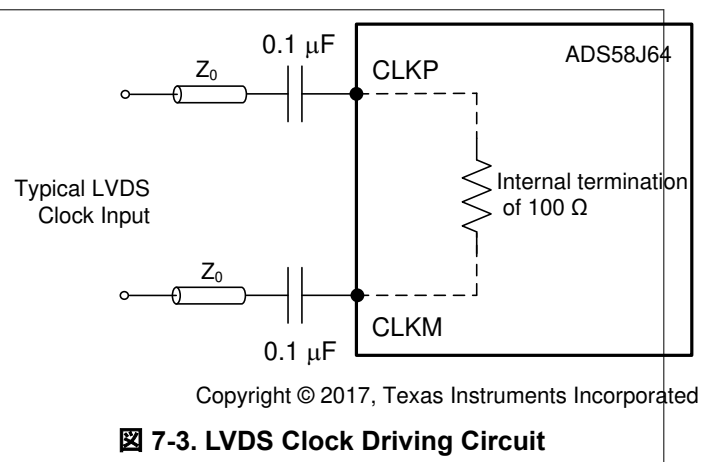 0.1 μF
Z0
CLKP
ADS58J64
Typical LVDS
Clock Input
Internal termination
of 100 Ω
Z0
CLKM
0.1 μF
Copyright © 2017, Texas Instruments Incorporated
図 7-3. LVDS Clock Driving Circuit